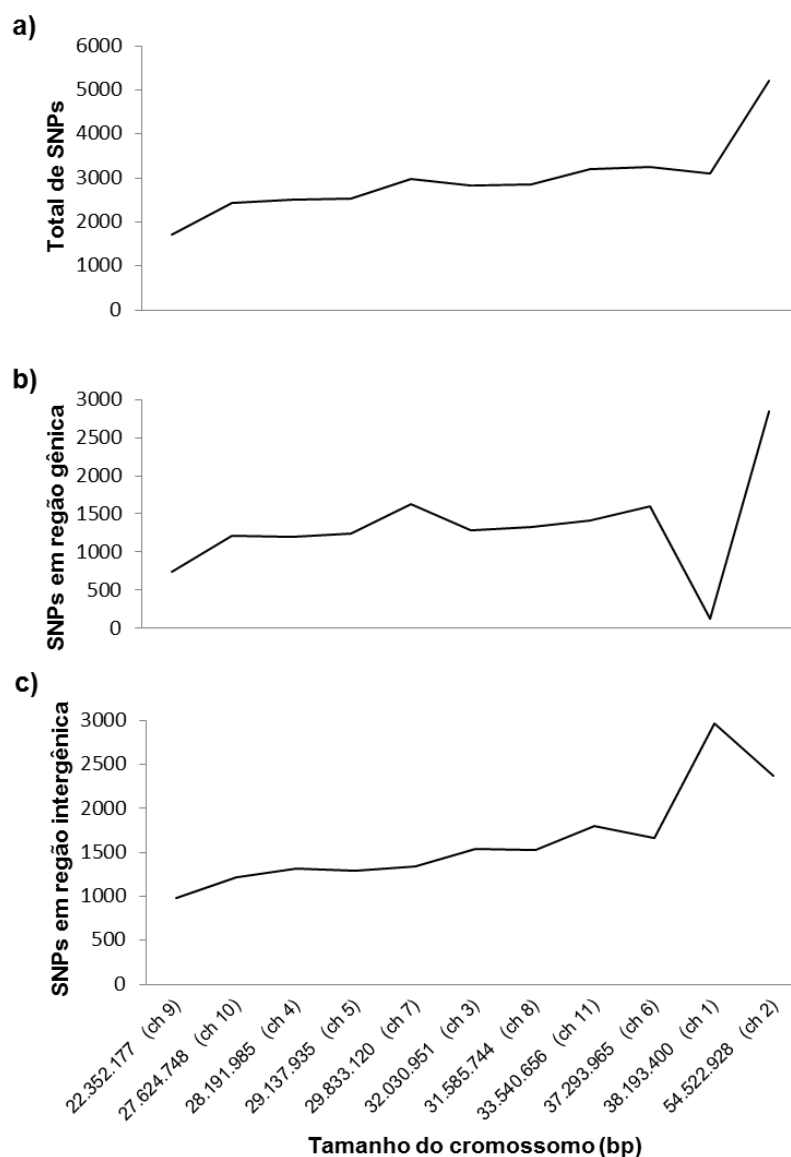 a)
Total de SNPs
6000
5000
4000
3000
2000
1000
0
b)
SNPs em região gênica
3000
2500
2000
1500
1000
500
0
c)
SNPs em região intergênica
3000
2500
2000
1500
1000
500
0
22.352.177 (ch 9)
27.624.748 (ch 10)
28.191.985 (ch 4)
29.137.935 (ch 5)
29.833.120 (ch 7)
32.030.951 (ch 3)
31.585.744 (ch 8)
33.540.656 (ch 11)
37.293.965 (ch 6)
38.193.400 (ch 1)
54.522.928 (ch 2)
Tamanho do cromossomo (bp)